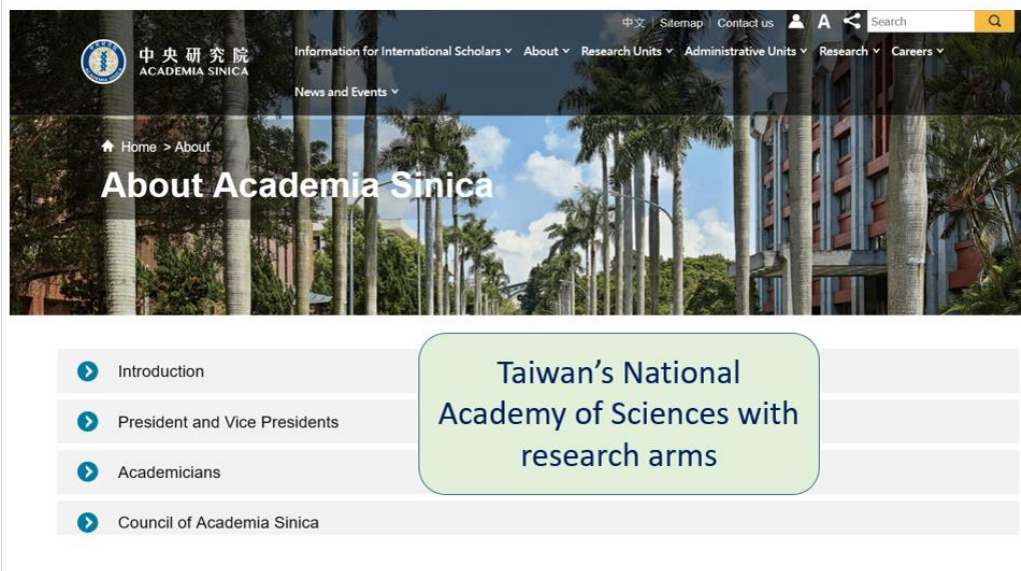 中文 | Sitemap | Contact us A Search
中央研究院
ACADEMIA SINICA
Information for International Scholars About Research Units Administrative Units Research Careers
News and Events
Home > About
About Academia Sinica
Introduction
President and Vice Presidents
Academicians
Council of Academia Sinica
Taiwan's National
Academy of Sciences with
research arms